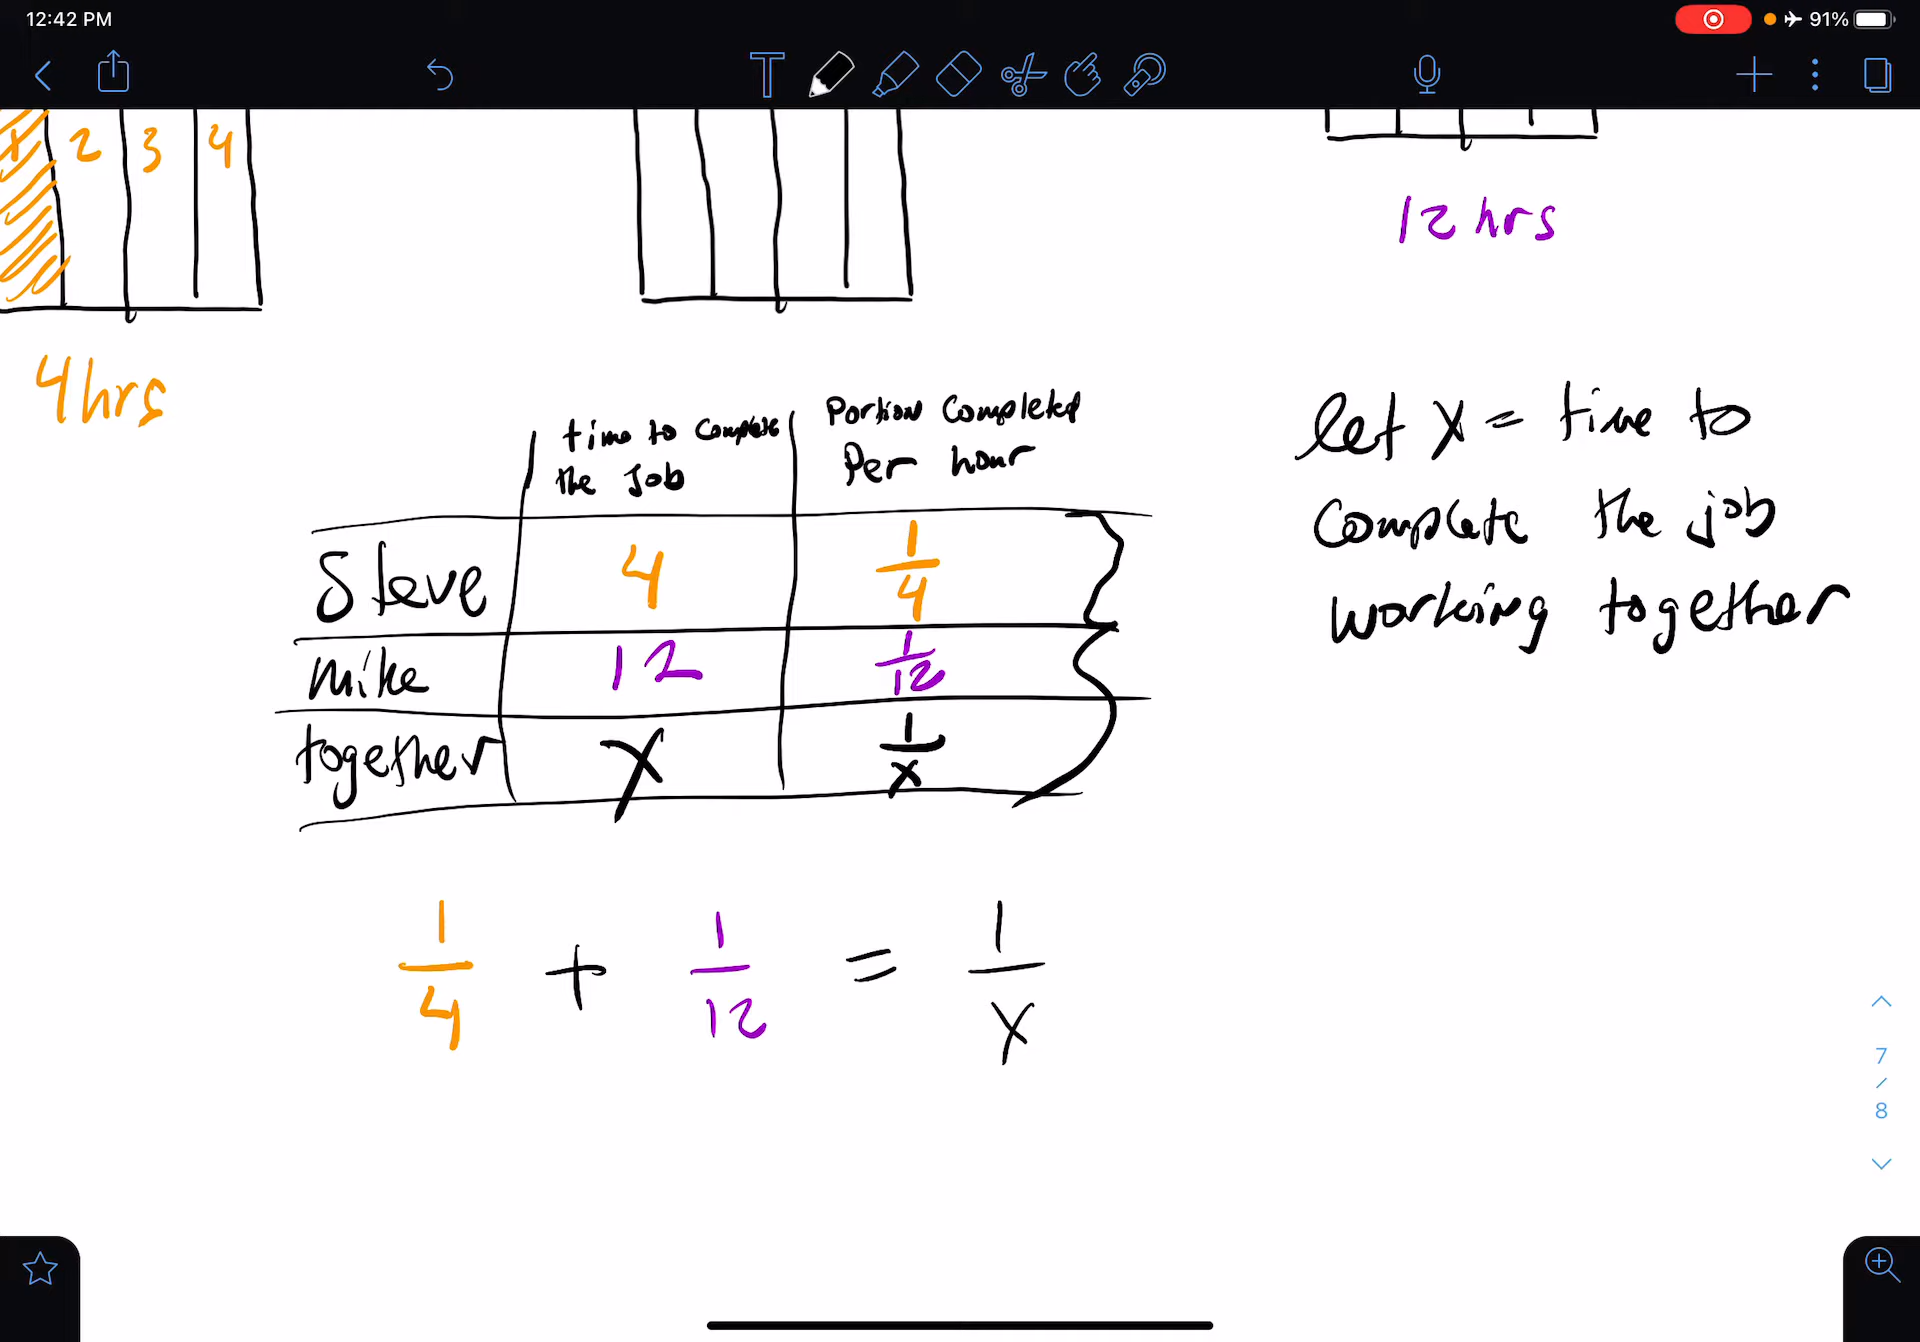 12:42 PM
91%
2 3 4
12 hrs
4hrs
time to complete
the Job
Portion Completed
Per hour
let x = time to
complete the job
working together
Steve 4 1/4
mike 12 1/12
together x 1/x
1/4 + 1/12 = 1/x
7
/
8